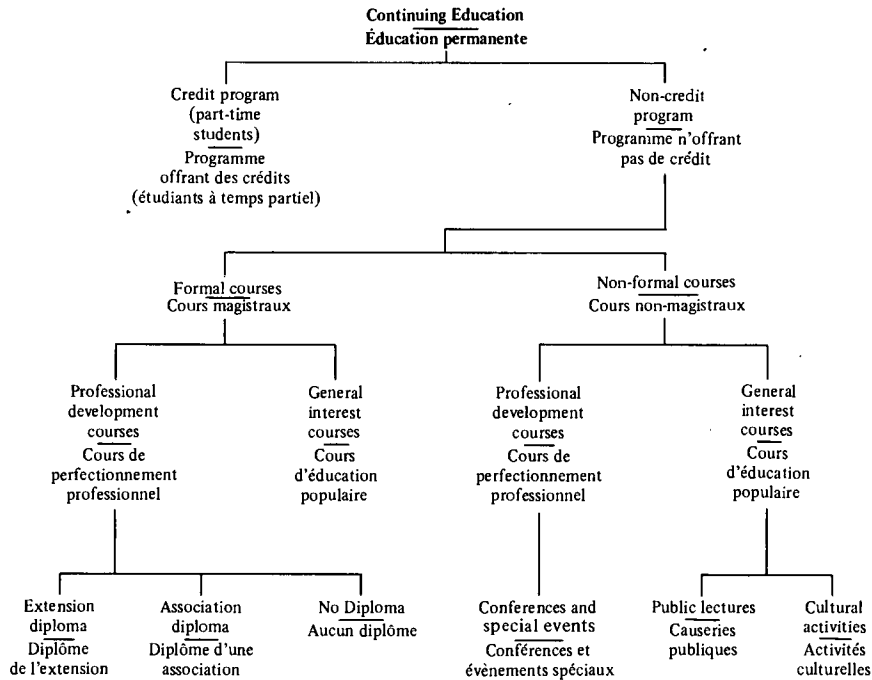 Continuing Education
Éducation permanente
Credit program
(part-time
students)
Programme
offrant des crédits
(étudiants à temps partiel)
Non-credit
program
Programme n'offrant
pas de crédit
Formal courses
Cours magistraux
Non-formal courses
Cours non-magistraux
Professional
development
courses
Cours de
perfectionnement
professionnel
General
interest
courses
Cours
d'éducation
populaire
Professional
development
courses
Cours de
perfectionnement
professionnel
General
interest
courses
Cours
d'éducation
populaire
Extension
diploma
Diplôme
de l'extension
Association
diploma
Diplôme d'une
association
No Diploma
Aucun diplôme
Conferences and
special events
Conférences et
évènements spéciaux
Public lectures
Causeries
publiques
Cultural
activities
Activités
culturelles